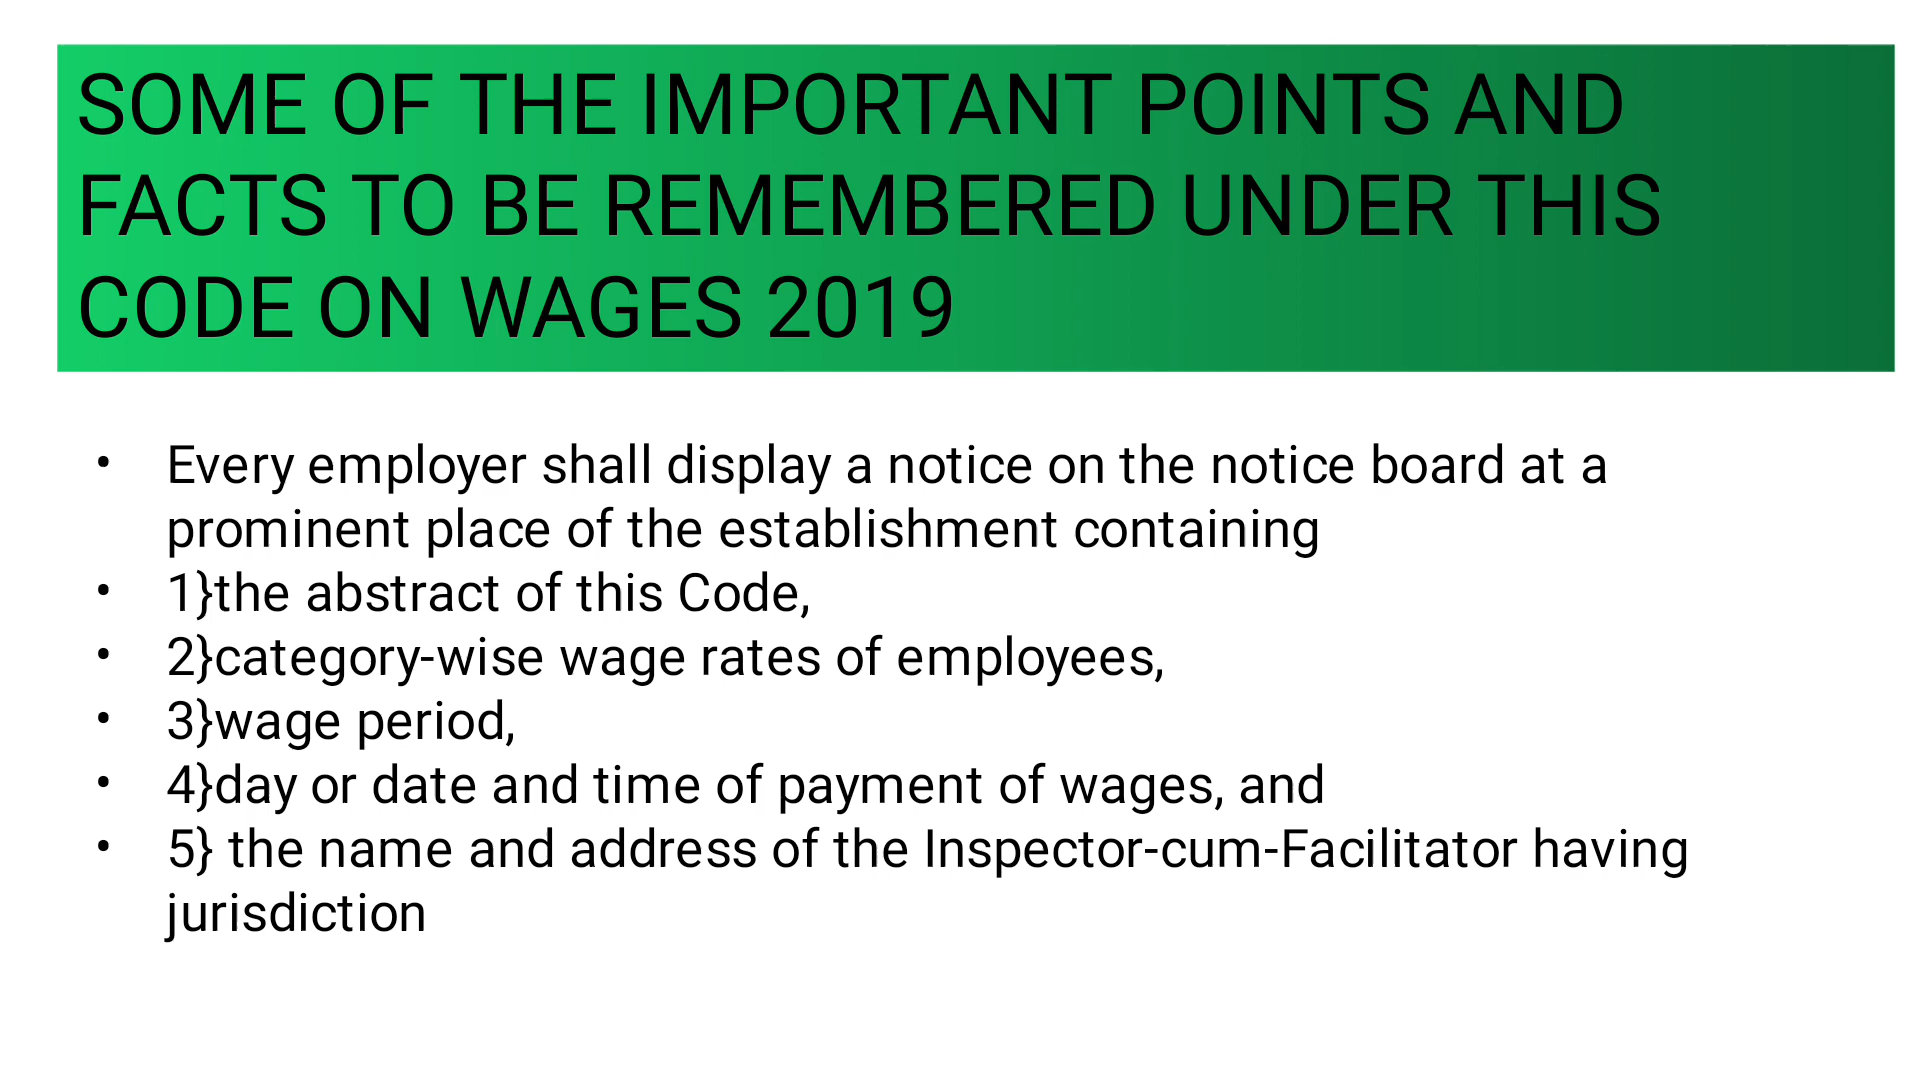 SOME OF THE IMPORTANT POINTS AND
FACTS TO BE REMEMBERED UNDER THIS
CODE ON WAGES 2019
• Every employer shall display a notice on the notice board at a
prominent place of the establishment containing
• 1}the abstract of this Code,
• 2}category-wise wage rates of employees,
• 3}wage period,
• 4}day or date and time of payment of wages, and
• 5} the name and address of the Inspector-cum-Facilitator having
jurisdiction